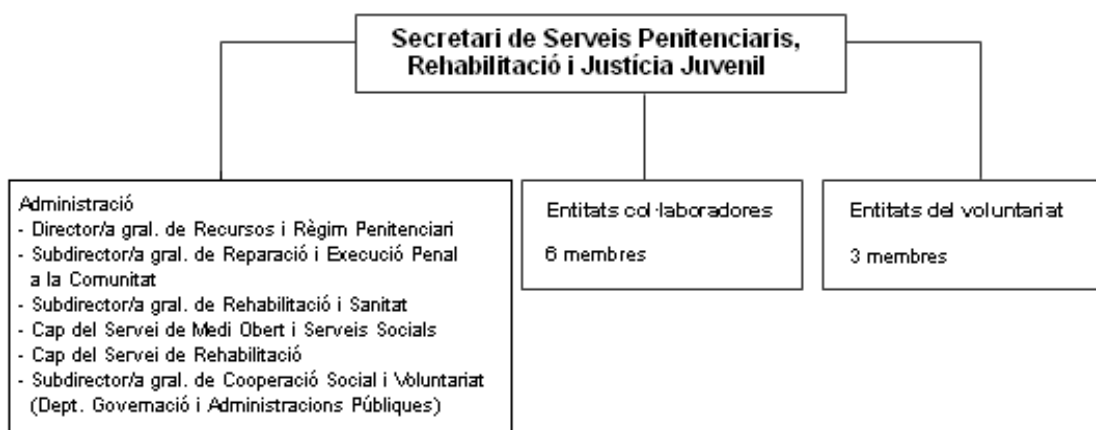 Secretari de Serveis Penitenciaris,
Rehabilitació i Justícia Juvenil
Administració
- Director/a gral. de Recursos i Règim Penitenciari
- Subdirector/a gral. de Reparació i Execució Penal
a la Comunitat
- Subdirector/a gral. de Rehabilitació i Sanitat
- Cap del Servei de Medi Obert i Serveis Socials
- Cap del Servei de Rehabilitació
- Subdirector/a gral. de Cooperació Social i Voluntariat
(Dept. Governació i Administracions Públiques)
Entitats col·laboradores
6 membres
Entitats del voluntariat
3 membres